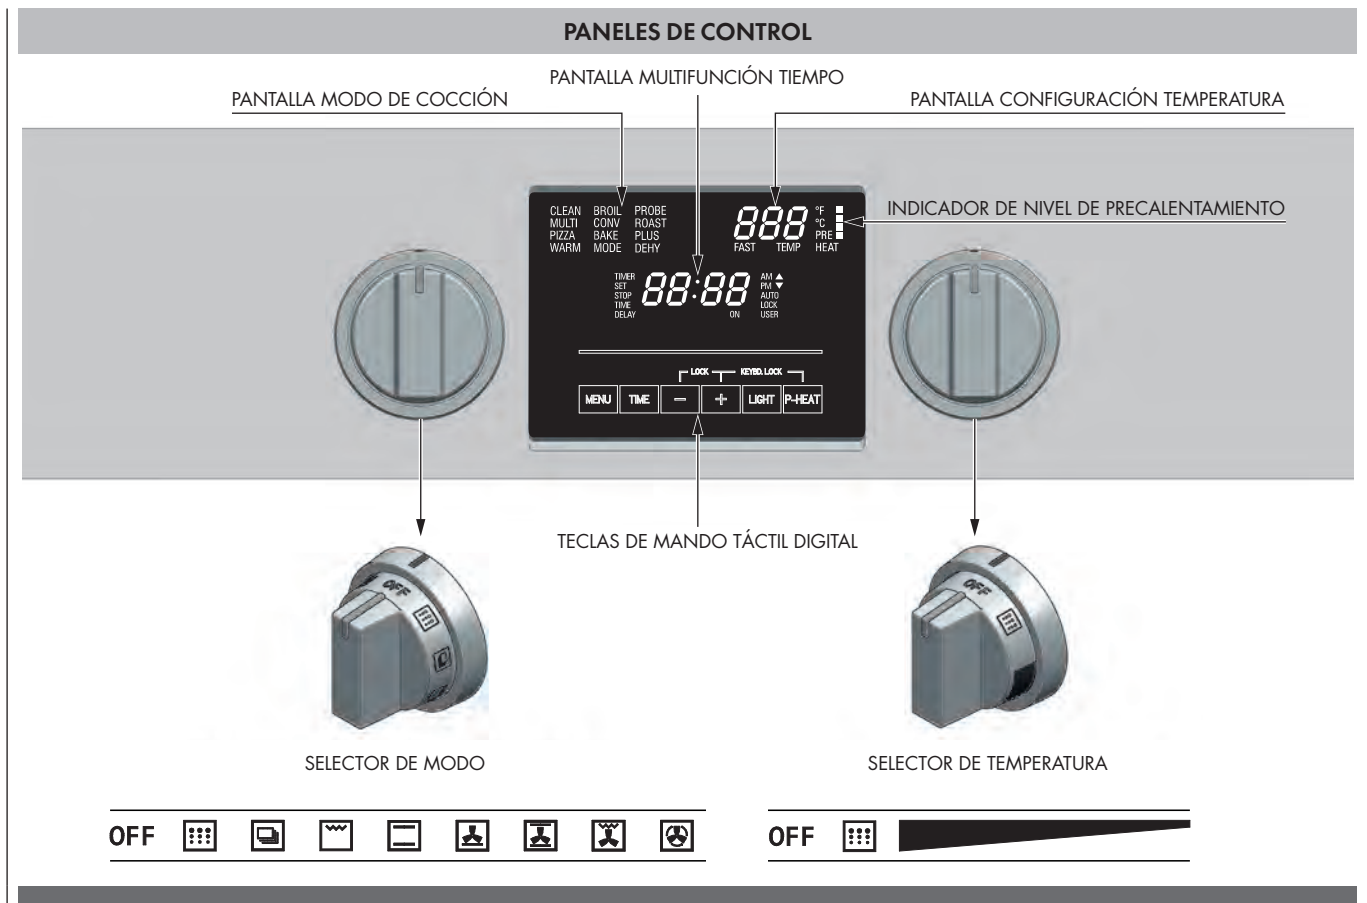 PANELES DE CONTROL
PANTALLA MULTIFUNCIÓN TIEMPO
PANTALLA MODO DE COCCIÓN
PANTALLA CONFIGURACIÓN TEMPERATURA
INDICADOR DE NIVEL DE PRECALENTAMIENTO
CLEAN BROIL PROBE
MULTI CONV ROAST
PIZZA BAKE PLUS
WARM MODE DEHY
888 °F
°C
PRE
FAST TEMP HEAT
TIMER
SET
STOP
TIME
DELAY
88:88
ON
AM ▲
PM ▼
AUTO
LOCK
USER
LOCK KEYBD. LOCK
MENU TIME − + LIGHT P-HEAT
TECLAS DE MANDO TÁCTIL DIGITAL
OFF
OFF
SELECTOR DE MODO
SELECTOR DE TEMPERATURA
OFF
OFF